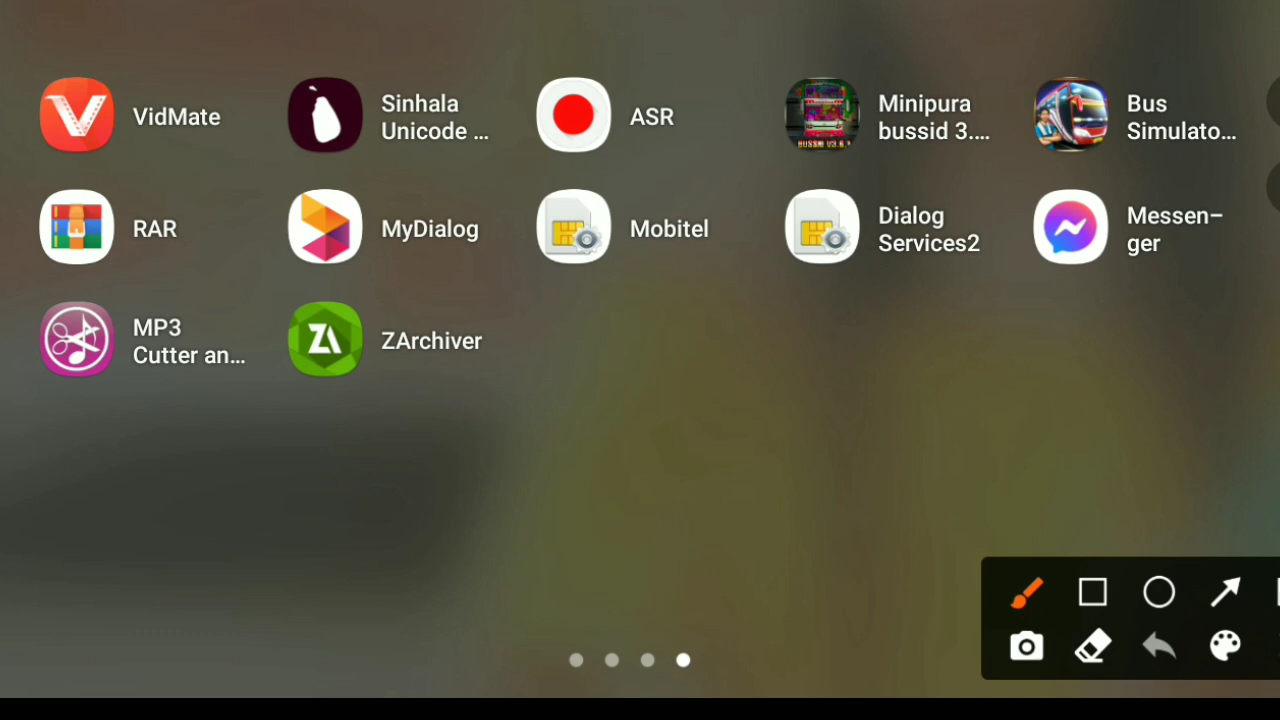 VidMate
Sinhala
Unicode ...
ASR
Minipura
bussid 3....
Bus
Simulato...
RAR
MyDialog
Mobitel
Dialog
Services2
Messen-
ger
MP3
Cutter an...
ZArchiver